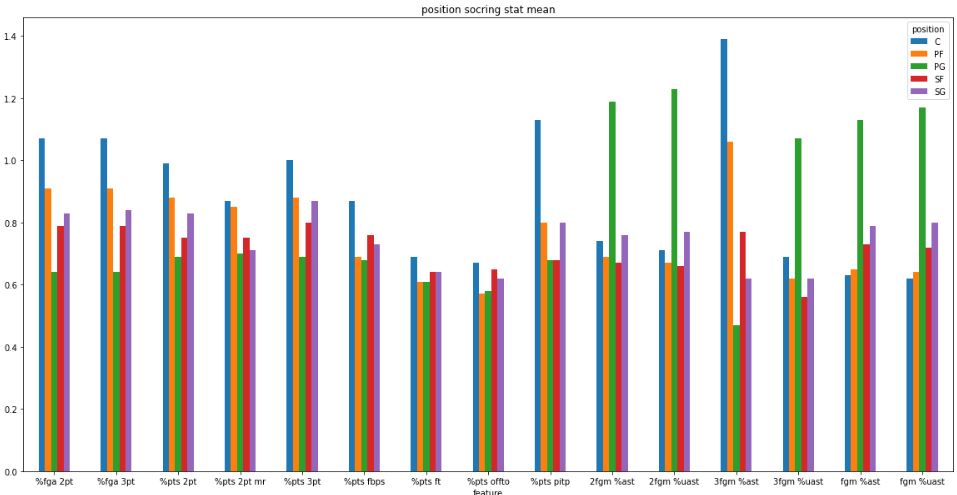 position socring stat mean
position
C
PF
PG
SF
SG
1.4
1.2
1.0
0.8
0.6
0.4
0.2
0.0
%fga 2pt %fga 3pt %pts 2pt %pts 2pt mr %pts 3pt %pts fbps %pts ft %pts offto %pts pitp 2fgm %ast 2fgm %uast 3fgm %ast 3fgm %uast fgm %ast fgm %uast
feature